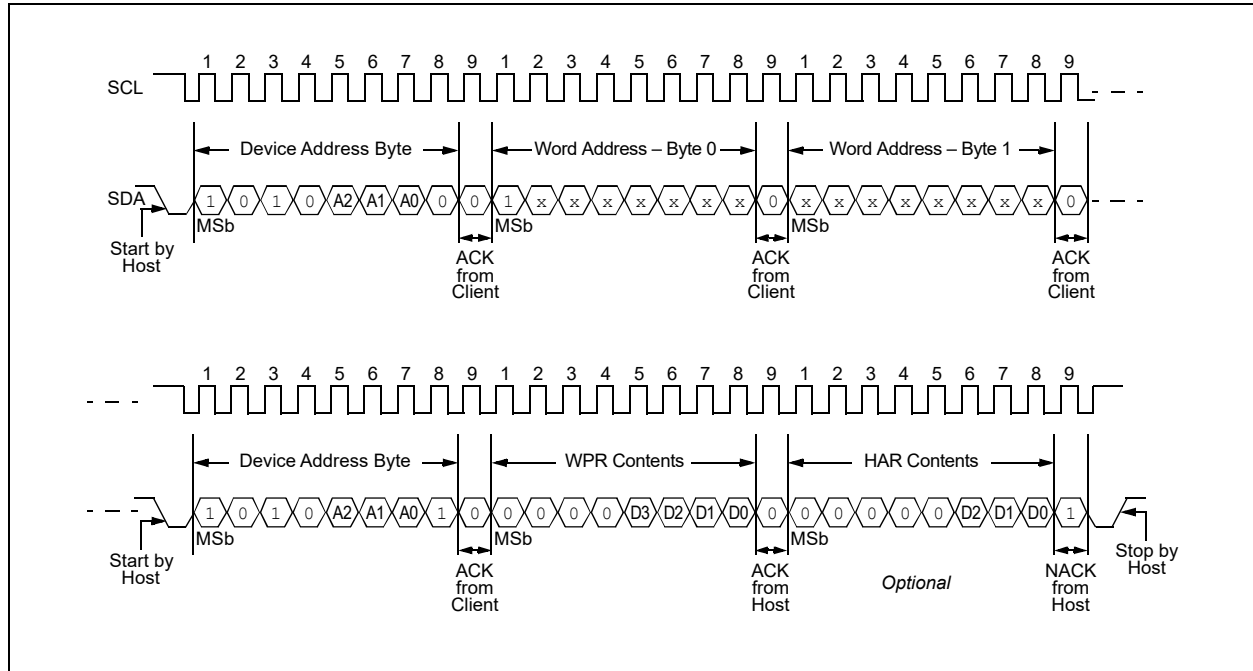 1 2 3 4 5 6 7 8 9 1 2 3 4 5 6 7 8 9 1 2 3 4 5 6 7 8 9
SCL
Device Address Byte Word Address – Byte 0 Word Address – Byte 1
SDA 1 0 1 0 A2 A1 A0 0 0 1 x x x x x x x 0 x x x x x x x x 0
MSb MSb MSb
Start by
Host
ACK
from
Client
ACK
from
Client
ACK
from
Client
1 2 3 4 5 6 7 8 9 1 2 3 4 5 6 7 8 9 1 2 3 4 5 6 7 8 9
Device Address Byte WPR Contents HAR Contents
1 0 1 0 A2 A1 A0 1 0 0 0 0 0 D3 D2 D1 D0 0 0 0 0 0 0 D2 D1 D0 1
MSb MSb MSb
Start by
Host
ACK
from
Client
ACK
from
Host
Optional
NACK
from
Host
Stop by
Host